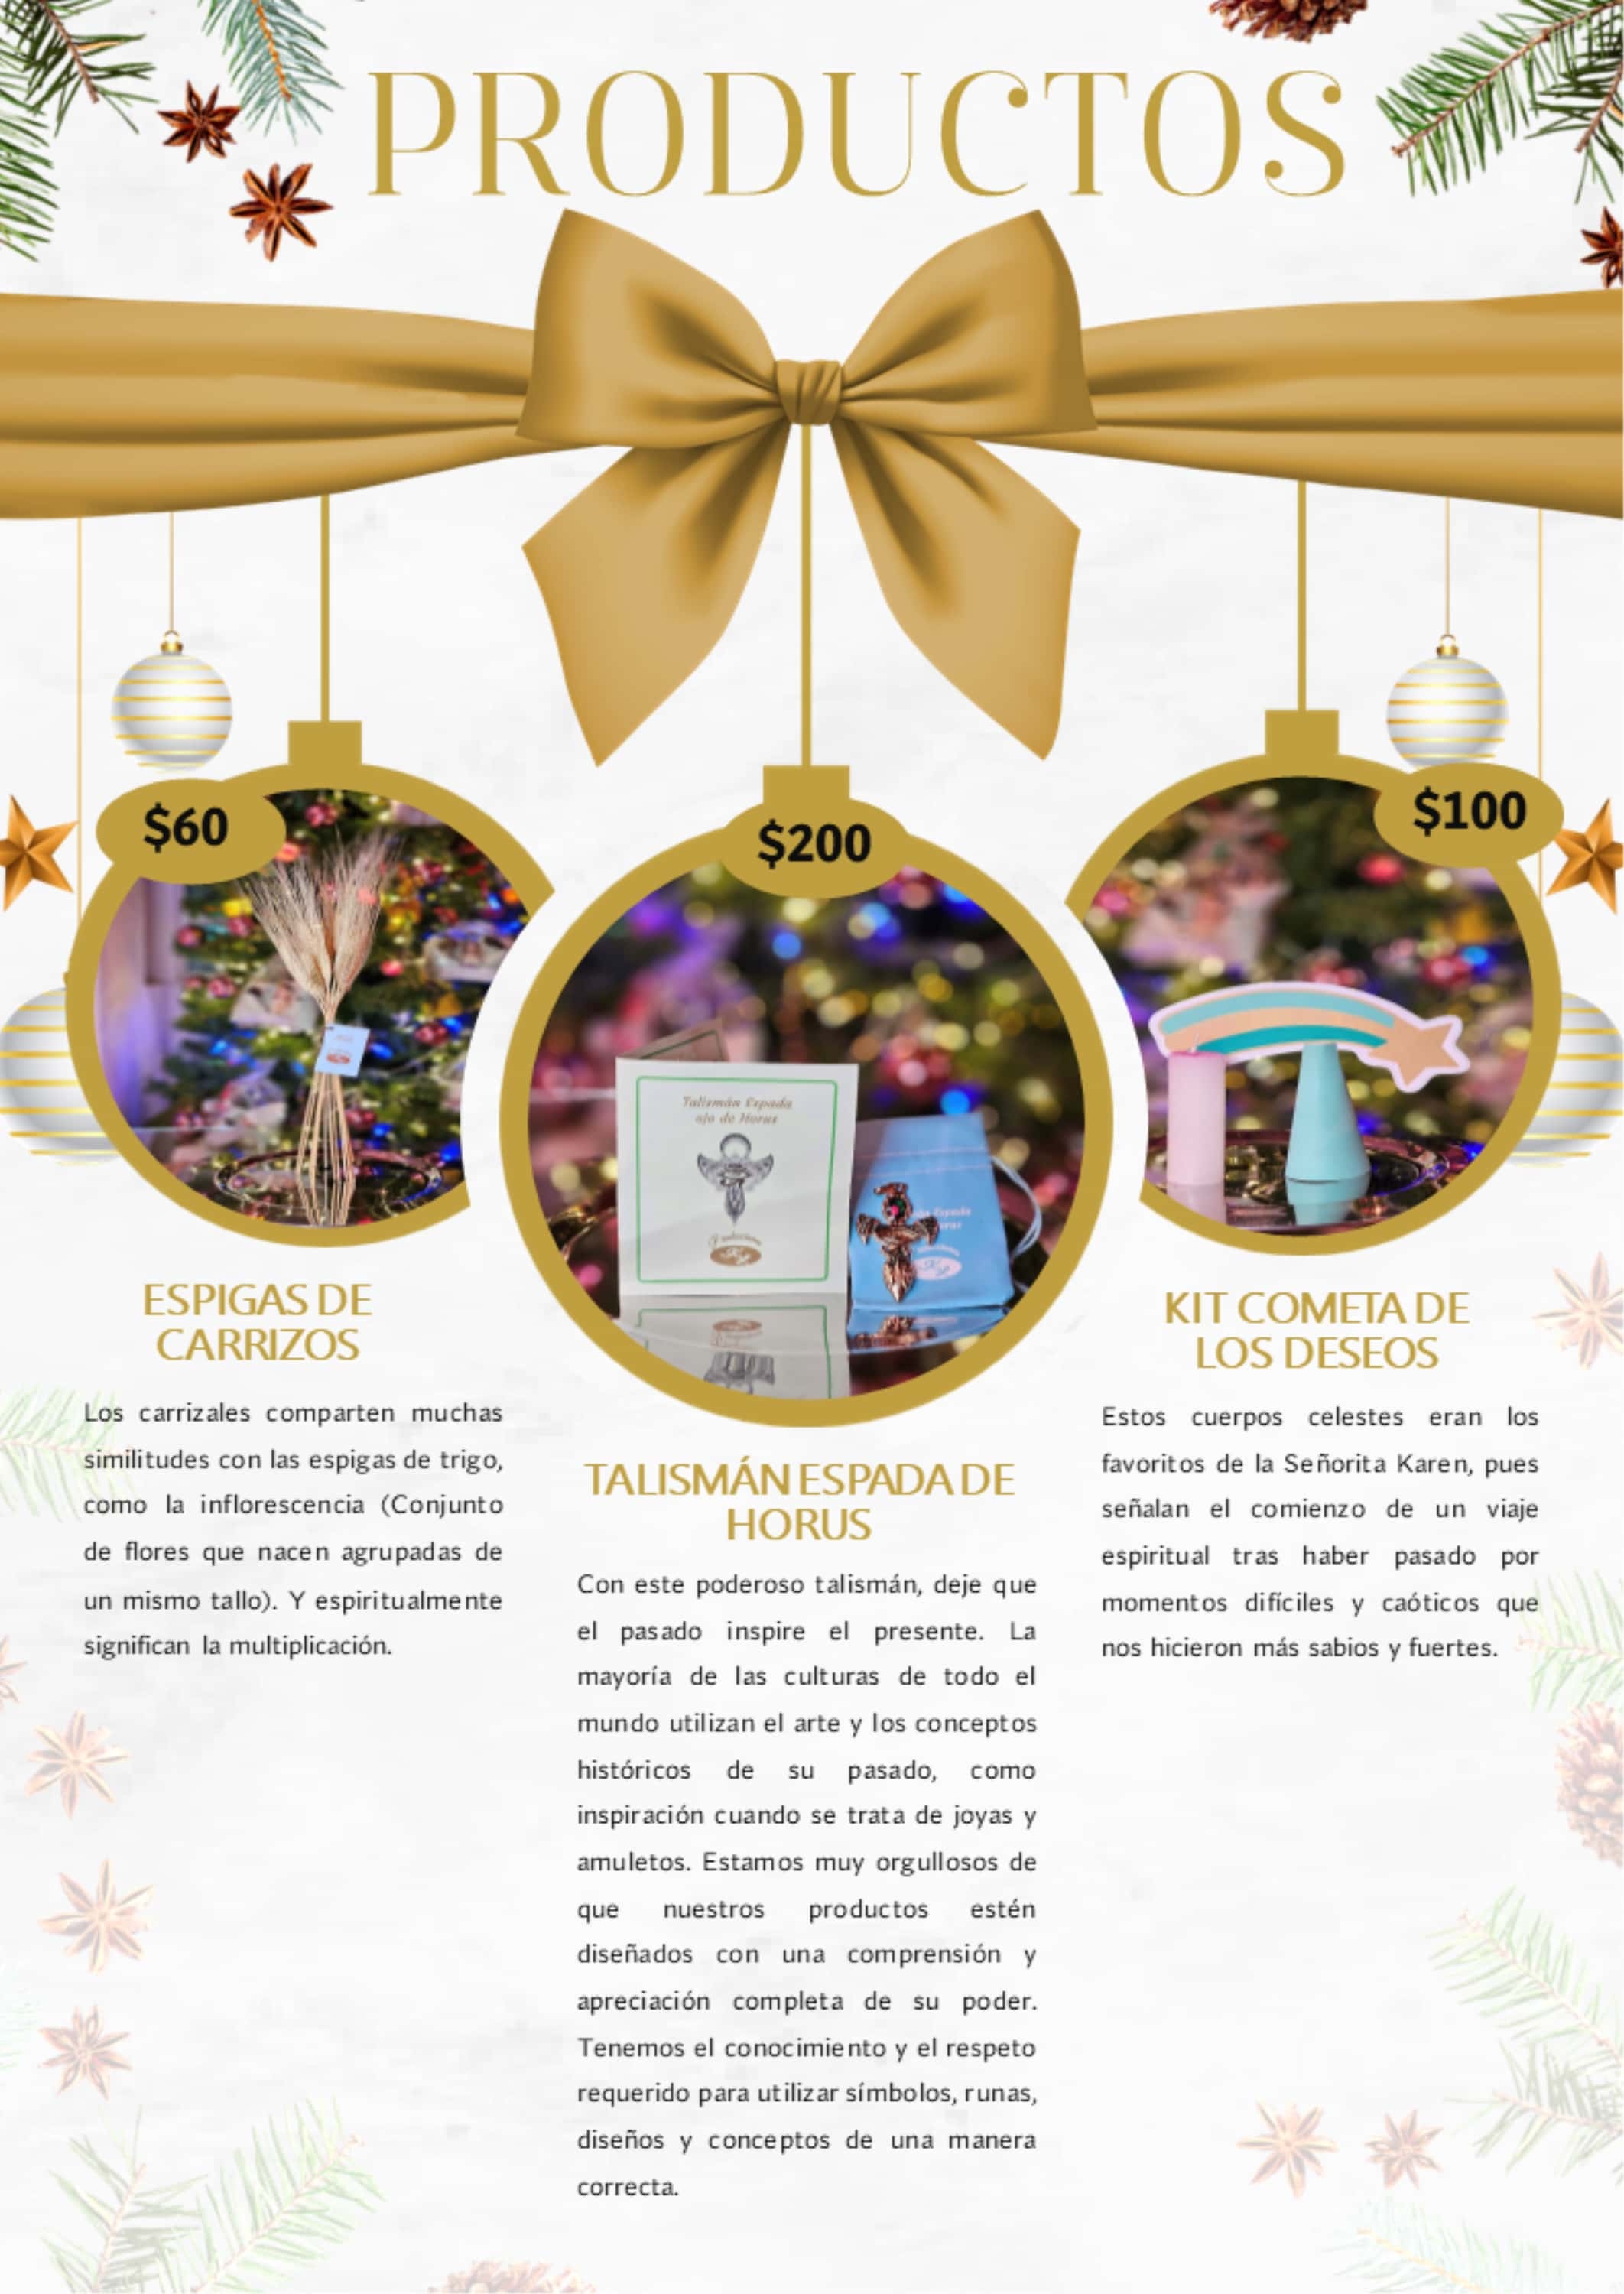 PRODUCTOS
$60
$200
$100
Talismán Espada
ojo de Horus
ESPIGAS DE
CARRIZOS
Los carrizales comparten muchas
similitudes con las espigas de trigo,
como la inflorescencia (Conjunto
de flores que nacen agrupadas de
un mismo tallo). Y espiritualmente
significan la multiplicación.
TALISMÁN ESPADA DE
HORUS
Con este poderoso talismán, deje que
el pasado inspire el presente. La
mayoría de las culturas de todo el
mundo utilizan el arte y los conceptos
históricos de su pasado, como
inspiración cuando se trata de joyas y
amuletos. Estamos muy orgullosos de
que nuestros productos estén
diseñados con una comprensión y
apreciación completa de su poder.
Tenemos el conocimiento y el respeto
requerido para utilizar símbolos, runas,
diseños y conceptos de una manera
correcta.
KIT COMETA DE
LOS DESEOS
Estos cuerpos celestes eran los
favoritos de la Señorita Karen, pues
señalan el comienzo de un viaje
espiritual tras haber pasado por
momentos difíciles y caóticos que
nos hicieron más sabios y fuertes.